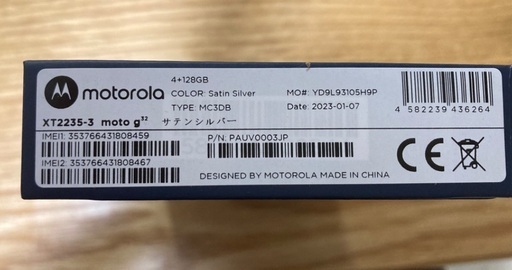 motorola
4+128GB
COLOR: Satin Silver
TYPE: MC3DB
MO#: YD9L93105H9P
Date: 2023-01-07
4 582239 436264
XT2235-3 moto g³² サテンシルバー
IMEI1: 353766431808459
P/N: PAUV0003JP
IMEI2: 353766431808467
DESIGNED BY MOTOROLA MADE IN CHINA
CE